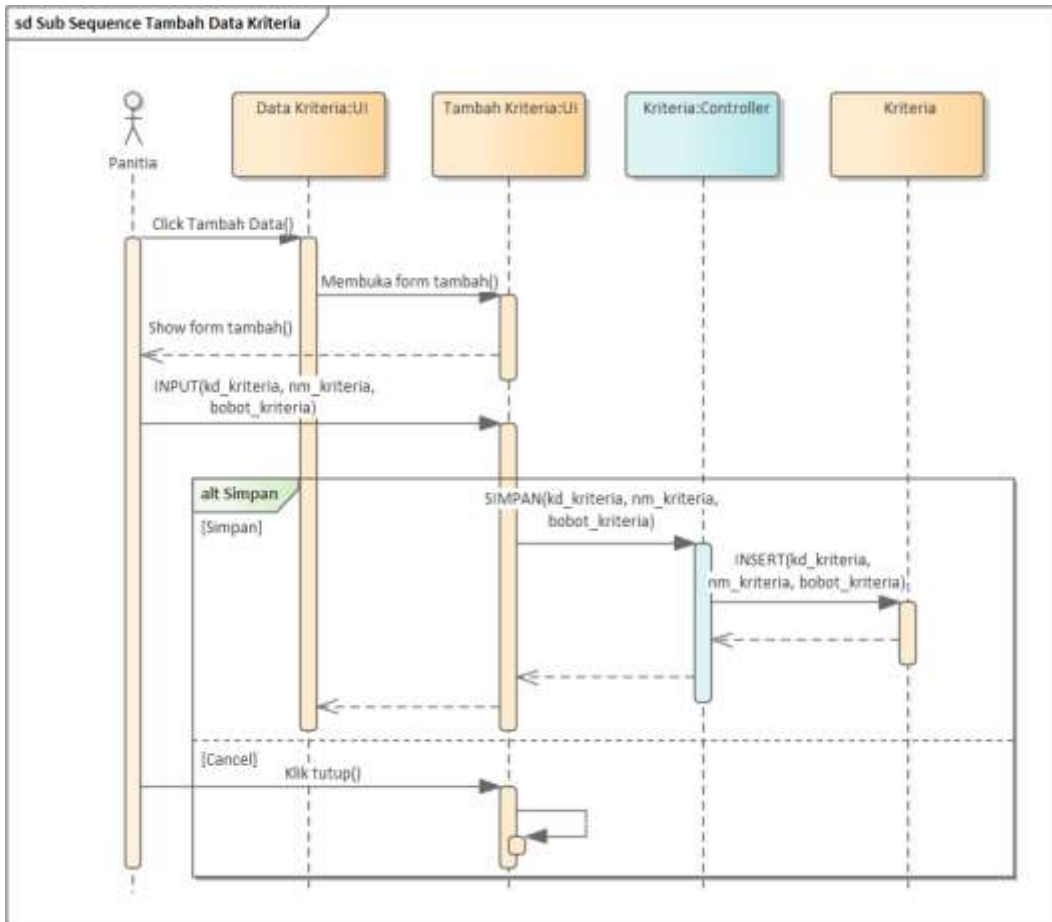 sd Sub Sequence Tambah Data Kriteria
Panitia
Data Kriteria:UI
Tambah Kriteria:UI
Kriteria:Controller
Kriteria
Click Tambah Data()
Membuka form tambah()
Show form tambah()
INPUT(kd_kriteria, nm_kriteria,
bobot_kriteria)
alt Simpan
[Simpan]
SIMPAN(kd_kriteria, nm_kriteria,
bobot_kriteria)
INSERT(kd_kriteria,
nm_kriteria, bobot_kriteria)
[Cancel]
Klik tutup()